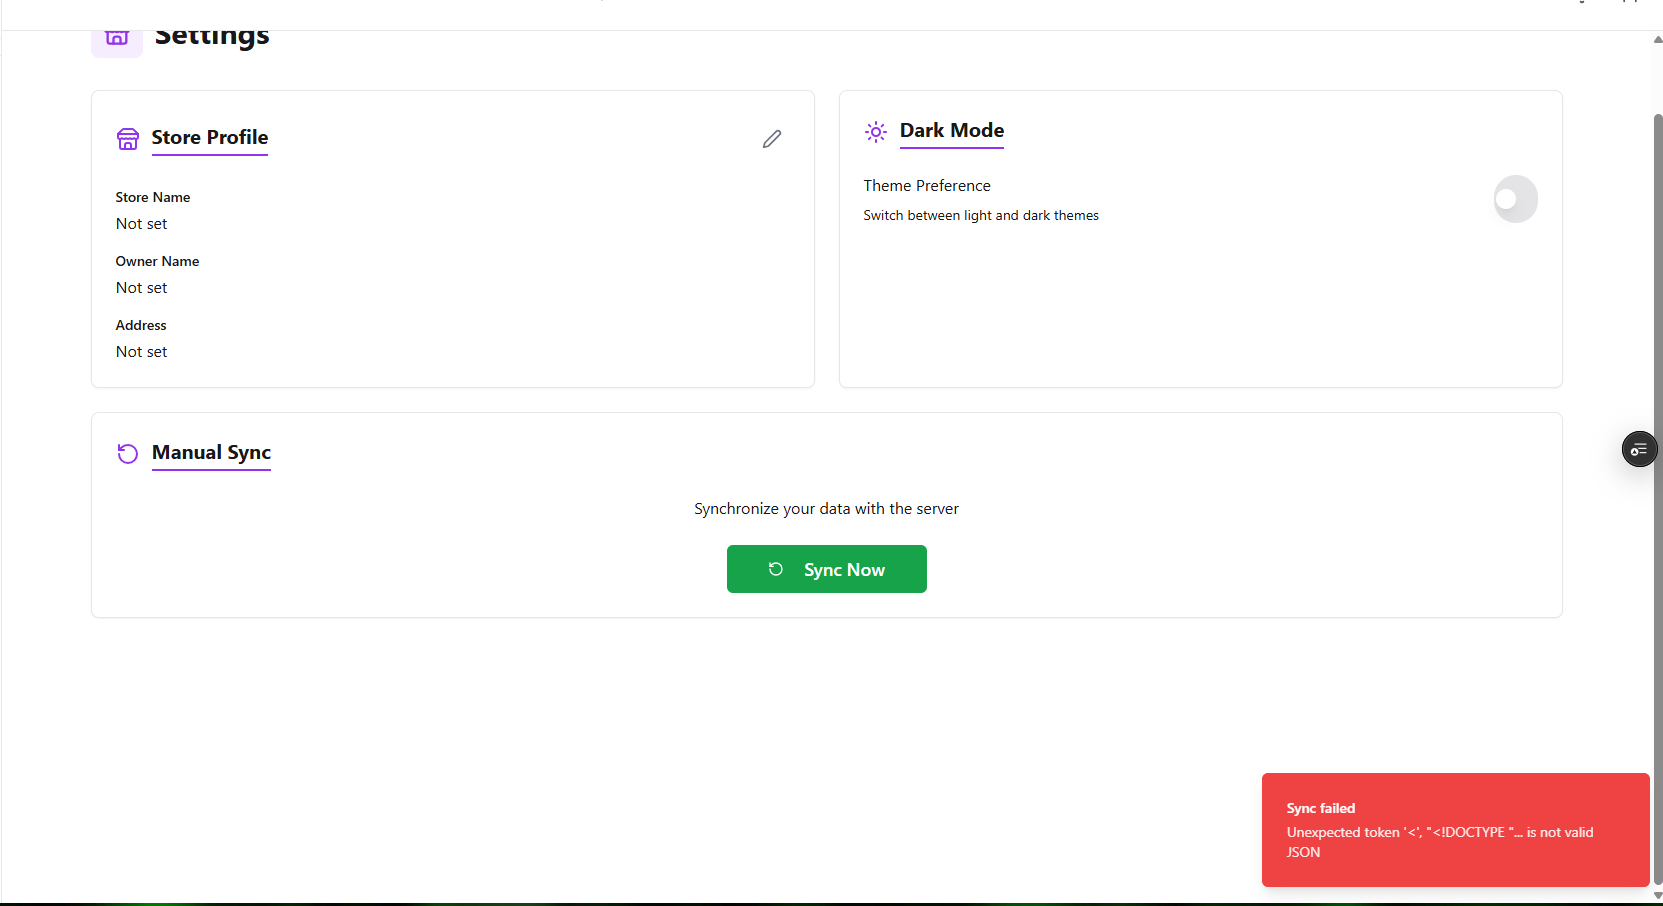 Settings
Store Profile
Store Name
Not set
Owner Name
Not set
Address
Not set
Dark Mode
Theme Preference
Switch between light and dark themes
Manual Sync
Synchronize your data with the server
Sync Now
Sync failed
Unexpected token '<', "<!DOCTYPE "... is not valid
JSON